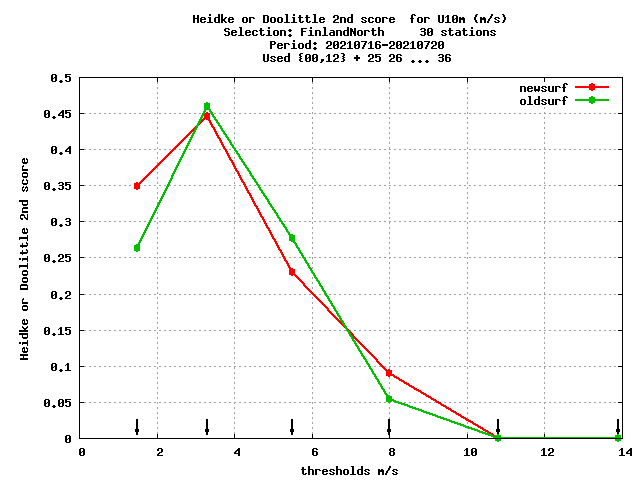 Heidke or Doolittle 2nd score  for U10m (m/s)
Selection: FinlandNorth     30 stations
Period: 20210716-20210720
Used {00,12} + 25 26 ... 36
newsurf
oldsurf
Heidke or Doolittle 2nd score
0.5
0.45
0.4
0.35
0.3
0.25
0.2
0.15
0.1
0.05
0
0 2 4 6 8 10 12 14
thresholds m/s